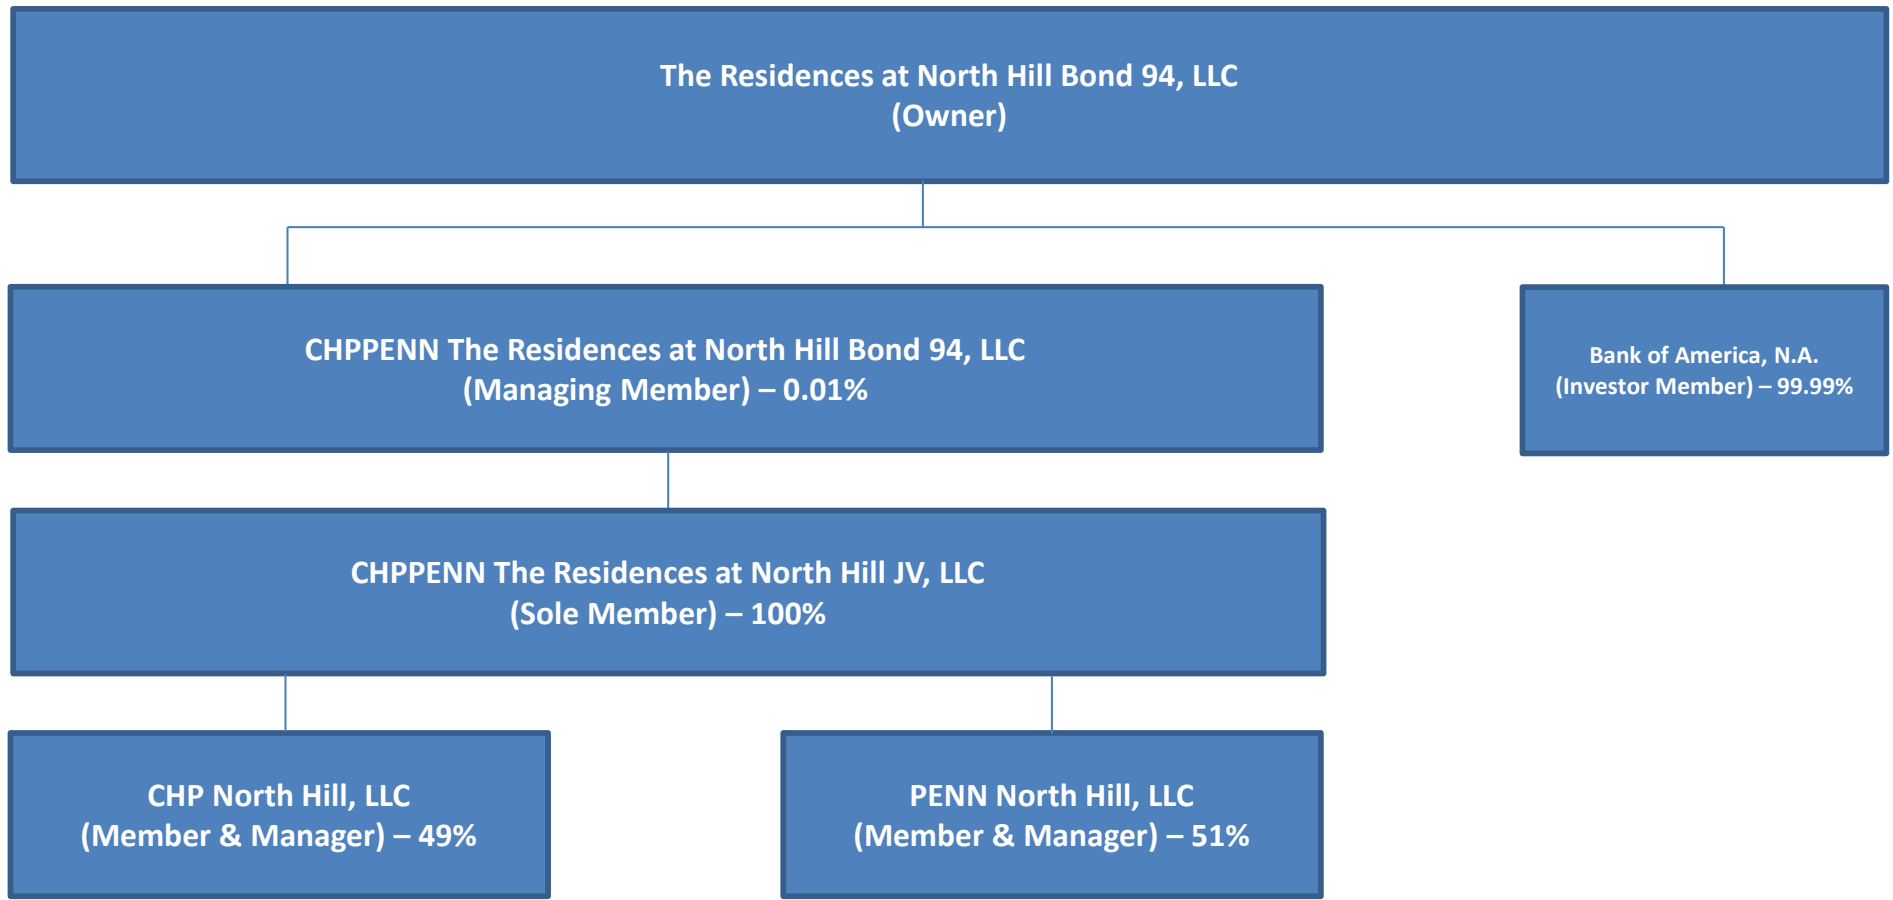 The Residences at North Hill Bond 94, LLC
(Owner)
CHPPENN The Residences at North Hill Bond 94, LLC
(Managing Member) – 0.01%
Bank of America, N.A.
(Investor Member) – 99.99%
CHPPENN The Residences at North Hill JV, LLC
(Sole Member) – 100%
CHP North Hill, LLC
(Member & Manager) – 49%
PENN North Hill, LLC
(Member & Manager) – 51%